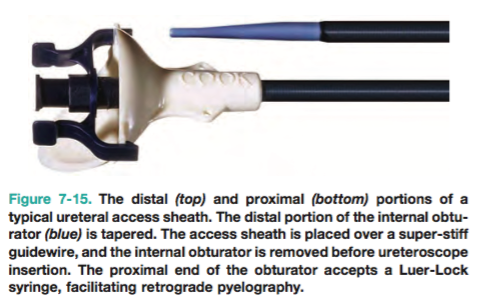 COOK
Figure 7-15. The distal (top) and proximal (bottom) portions of a
typical ureteral access sheath. The distal portion of the internal obtu-
rator (blue) is tapered. The access sheath is placed over a super-stiff
guidewire, and the internal obturator is removed before ureteroscope
insertion. The proximal end of the obturator accepts a Luer-Lock
syringe, facilitating retrograde pyelography.